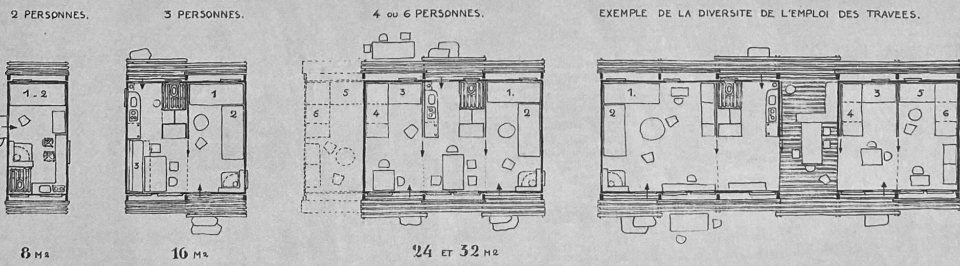 2 PERSONNES.
3 PERSONNES.
4 OU 6 PERSONNES.
EXEMPLE DE LA DIVERSITE DE L'EMPLOI DES TRAVEES.
1-2
3
1
2
6
5
4
3
1.
2
1.
2
4
3
5
6
8 M2
16 M2
24 ET 32 M2